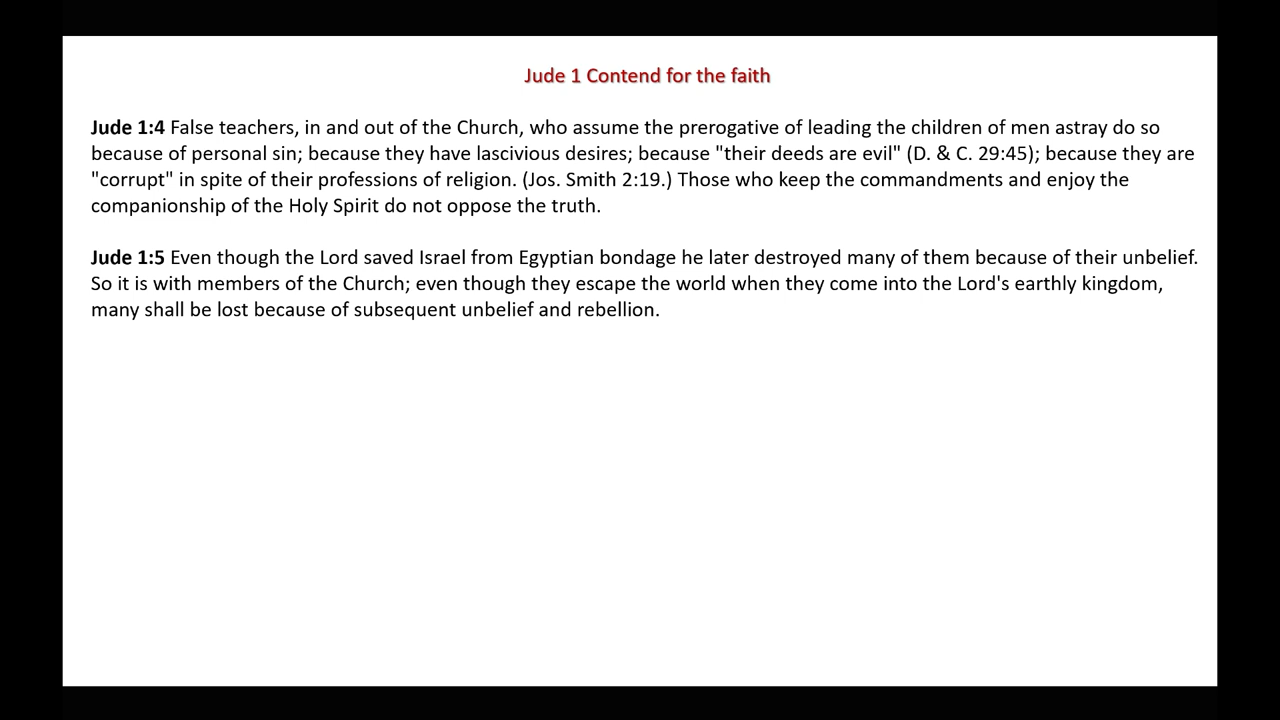 Jude 1 Contend for the faith
Jude 1:4 False teachers, in and out of the Church, who assume the prerogative of leading the children of men astray do so
because of personal sin; because they have lascivious desires; because "their deeds are evil" (D. & C. 29:45); because they are
"corrupt" in spite of their professions of religion. (Jos. Smith 2:19.) Those who keep the commandments and enjoy the
companionship of the Holy Spirit do not oppose the truth.
Jude 1:5 Even though the Lord saved Israel from Egyptian bondage he later destroyed many of them because of their unbelief.
So it is with members of the Church; even though they escape the world when they come into the Lord's earthly kingdom,
many shall be lost because of subsequent unbelief and rebellion.